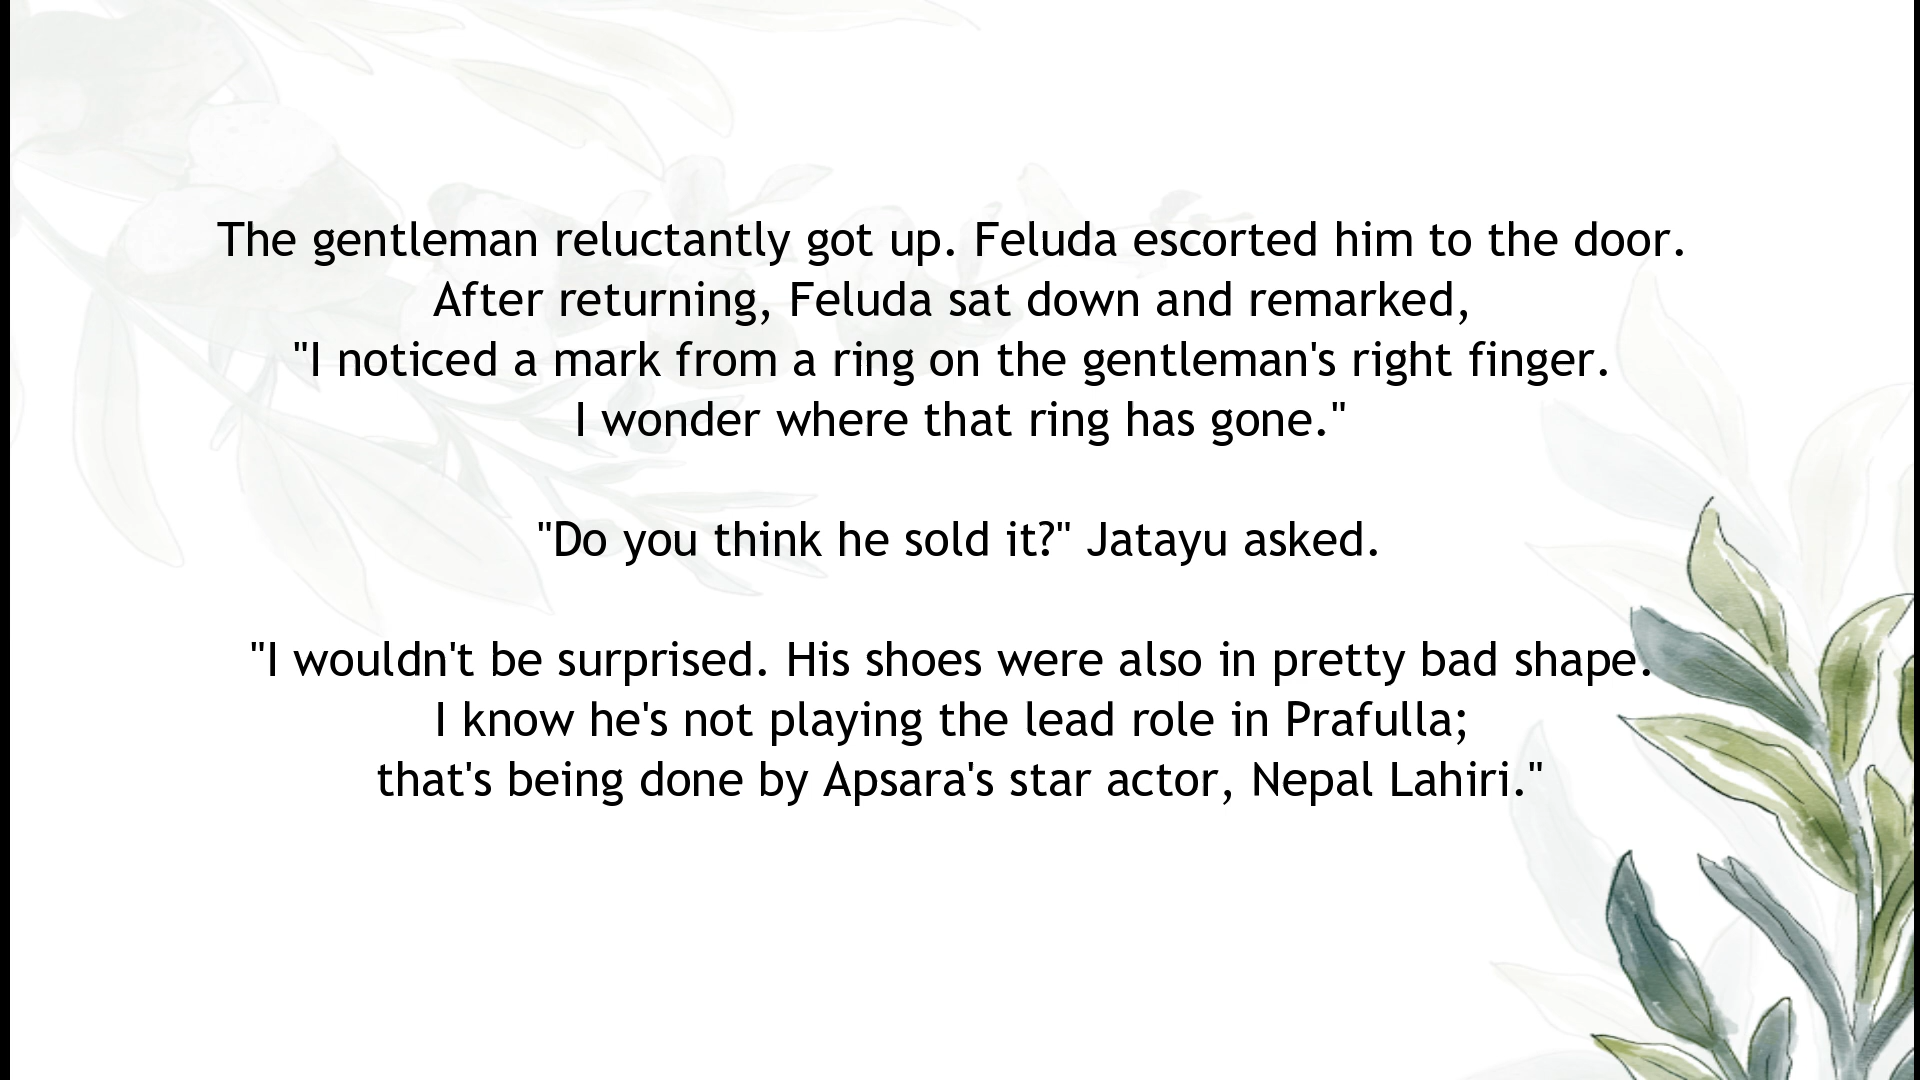 The gentleman reluctantly got up. Feluda escorted him to the door.
After returning, Feluda sat down and remarked,
"I noticed a mark from a ring on the gentleman's right finger.
I wonder where that ring has gone."
"Do you think he sold it?" Jatayu asked.
"I wouldn't be surprised. His shoes were also in pretty bad shape.
I know he's not playing the lead role in Prafulla;
that's being done by Apsara's star actor, Nepal Lahiri."